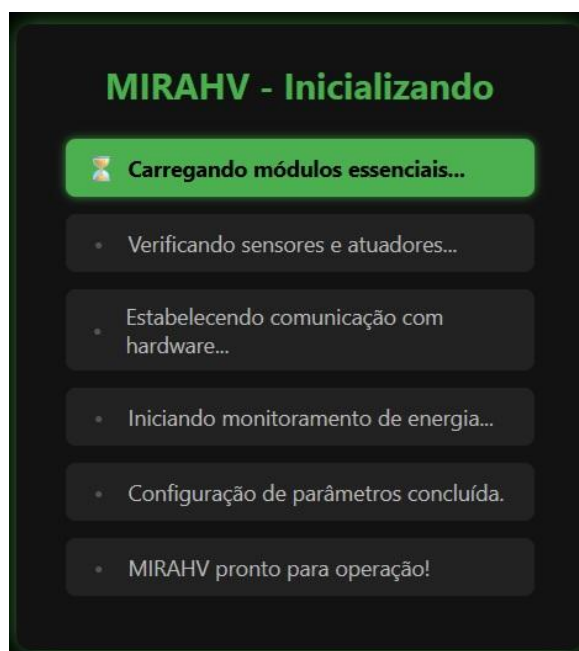 MIRAHV - Inicializando
Carregando módulos essenciais...
Verificando sensores e atuadores...
Estabelecendo comunicação com
hardware...
Iniciando monitoramento de energia...
Configuração de parâmetros concluída.
MIRAHV pronto para operação!